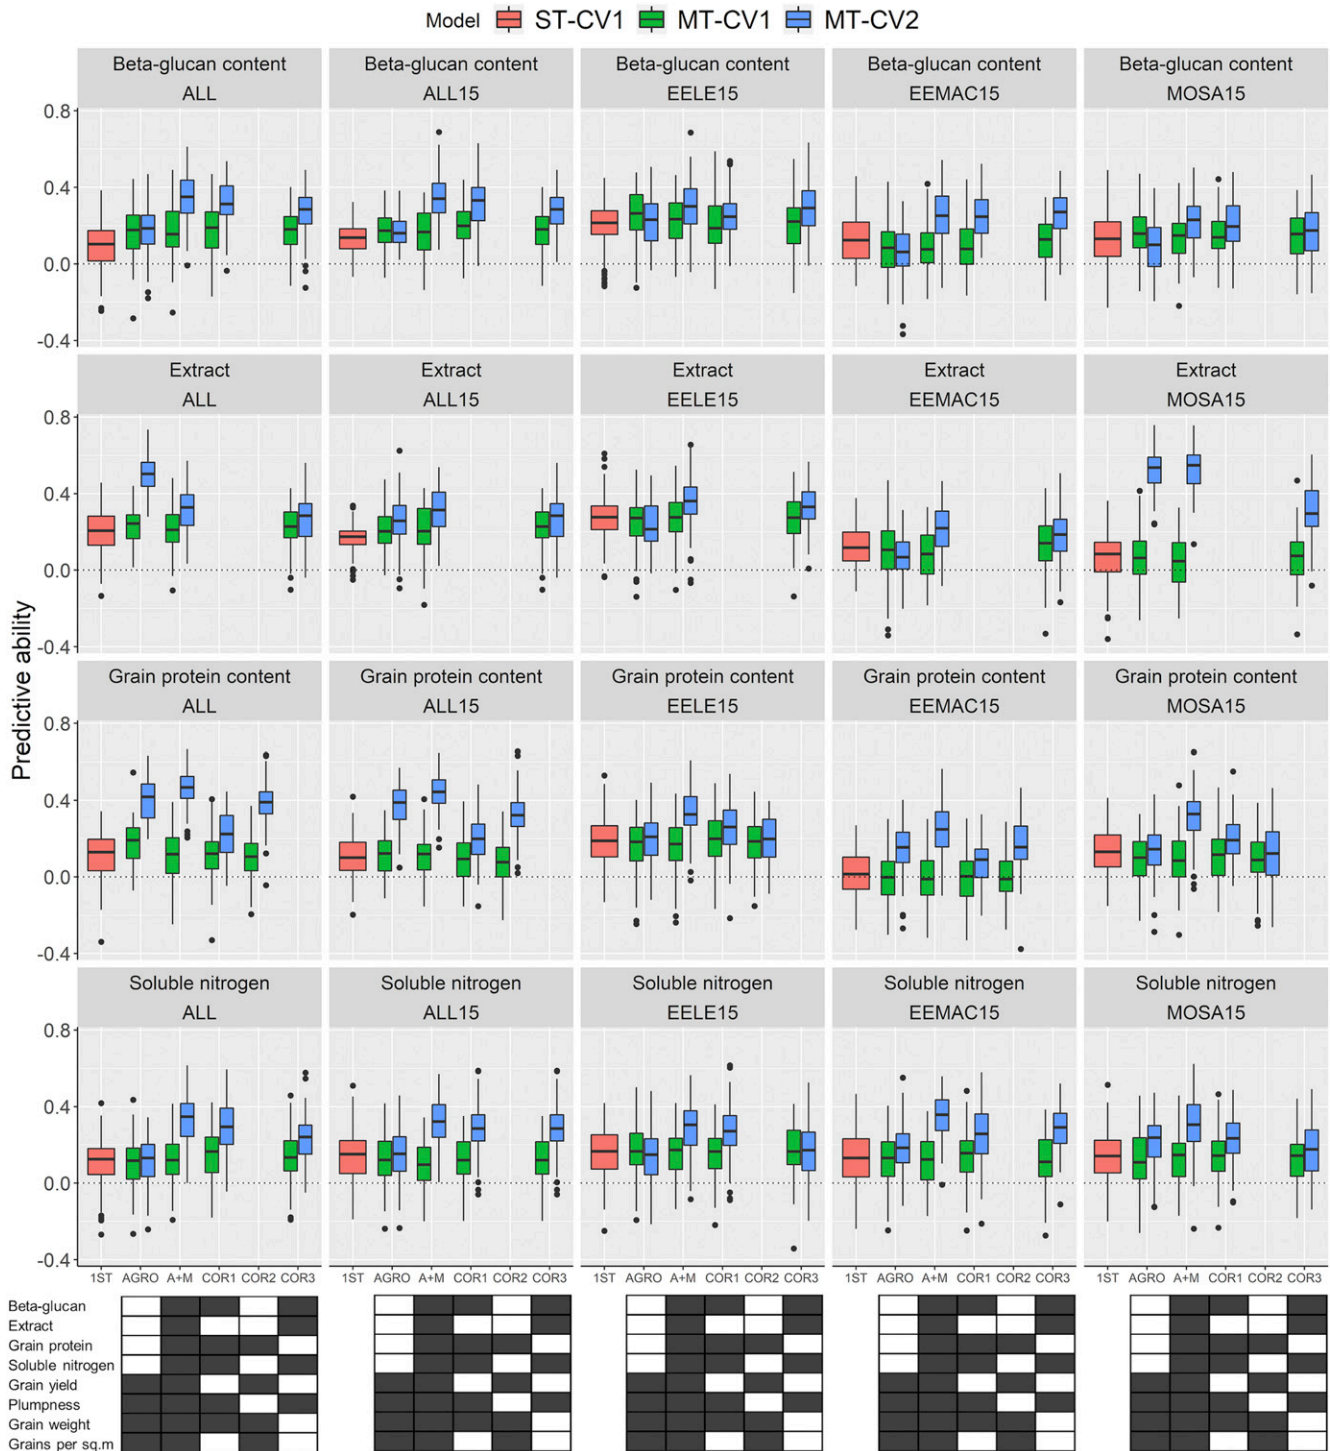 Model ST-CV1 MT-CV1 MT-CV2
Beta-glucan content Beta-glucan content Beta-glucan content Beta-glucan content Beta-glucan content
ALL ALL15 EELE15 EEMAC15 MOSA15
0.8
0.4
0.0
-0.4
Extract Extract Extract Extract Extract
ALL ALL15 EELE15 EEMAC15 MOSA15
0.8
0.4
0.0
-0.4
Predictive ability
Grain protein content Grain protein content Grain protein content Grain protein content Grain protein content
ALL ALL15 EELE15 EEMAC15 MOSA15
0.8
0.4
0.0
-0.4
Soluble nitrogen Soluble nitrogen Soluble nitrogen Soluble nitrogen Soluble nitrogen
ALL ALL15 EELE15 EEMAC15 MOSA15
0.8
0.4
0.0
-0.4
1ST AGRO A+M COR1 COR2 COR3 1ST AGRO A+M COR1 COR2 COR3 1ST AGRO A+M COR1 COR2 COR3 1ST AGRO A+M COR1 COR2 COR3 1ST AGRO A+M COR1 COR2 COR3
Beta-glucan
Extract
Grain protein
Soluble nitrogen
Grain yield
Plumpness
Grain weight
Grains per sq.m